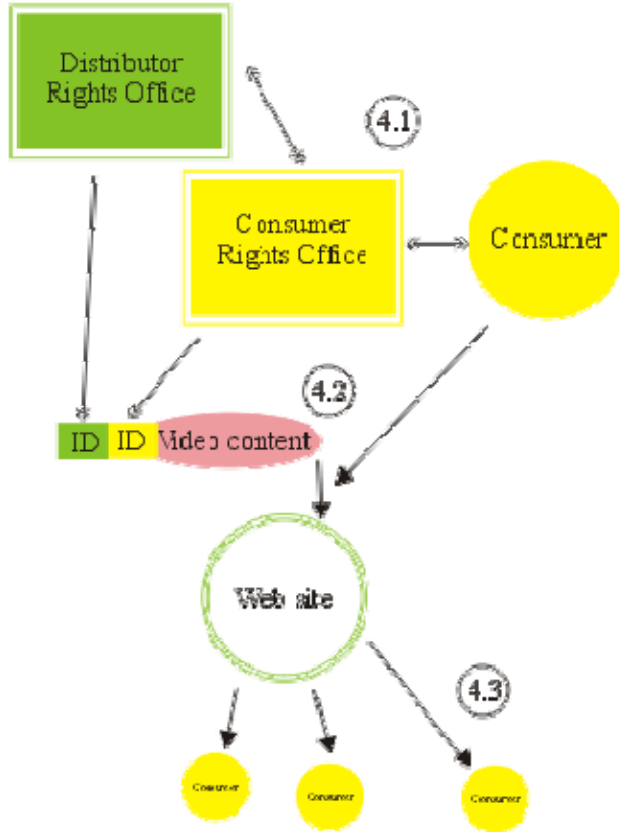 Distributor
Rights Office
4.1
Consumer
Rights Office
Consumer
4.2
ID ID Video content
Web site
4.3
Consumer
Consumer
Consumer